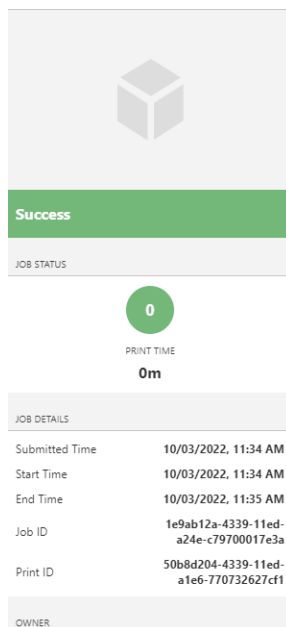 Success
JOB STATUS
0
PRINT TIME
0m
JOB DETAILS
Submitted Time 10/03/2022, 11:34 AM
Start Time 10/03/2022, 11:34 AM
End Time 10/03/2022, 11:35 AM
Job ID 1e9ab12a-4339-11ed-
a24e-c79700017e3a
Print ID 50b8d204-4339-11ed-
a1e6-770732627cf1
OWNER